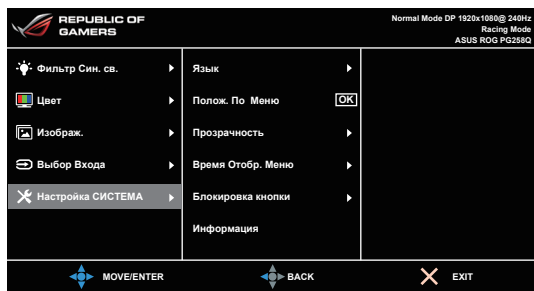 REPUBLIC OF
GAMERS
Normal Mode DP 1920x1080@ 240Hz
Racing Mode
ASUS ROG PG258Q
Фильтр Син. св.
Цвет
Изображ.
Выбор Входа
Настройка СИСТЕМА
Язык
Полож. По Меню OK
Прозрачность
Время Отобр. Меню
Блокировка кнопки
Информация
MOVE/ENTER BACK EXIT